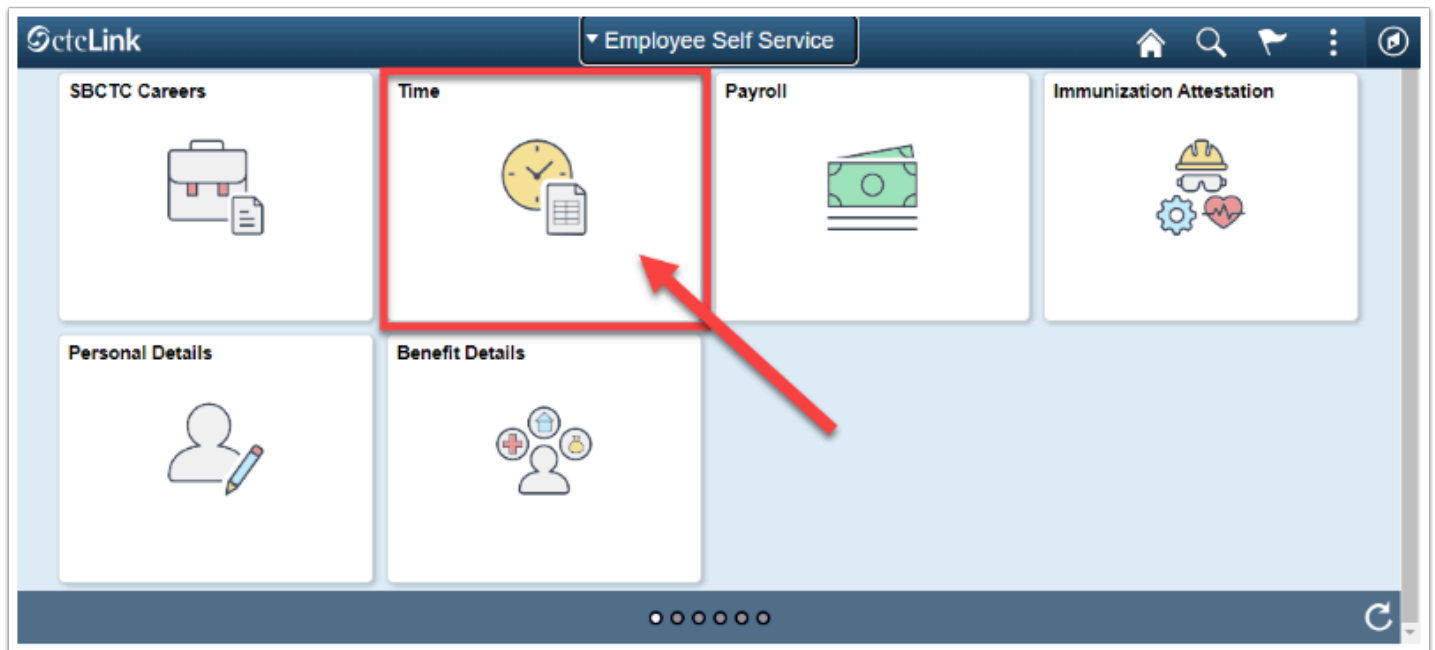 ctcLink
Employee Self Service
SBCTC Careers
Time
Payroll
Immunization Attestation
Personal Details
Benefit Details